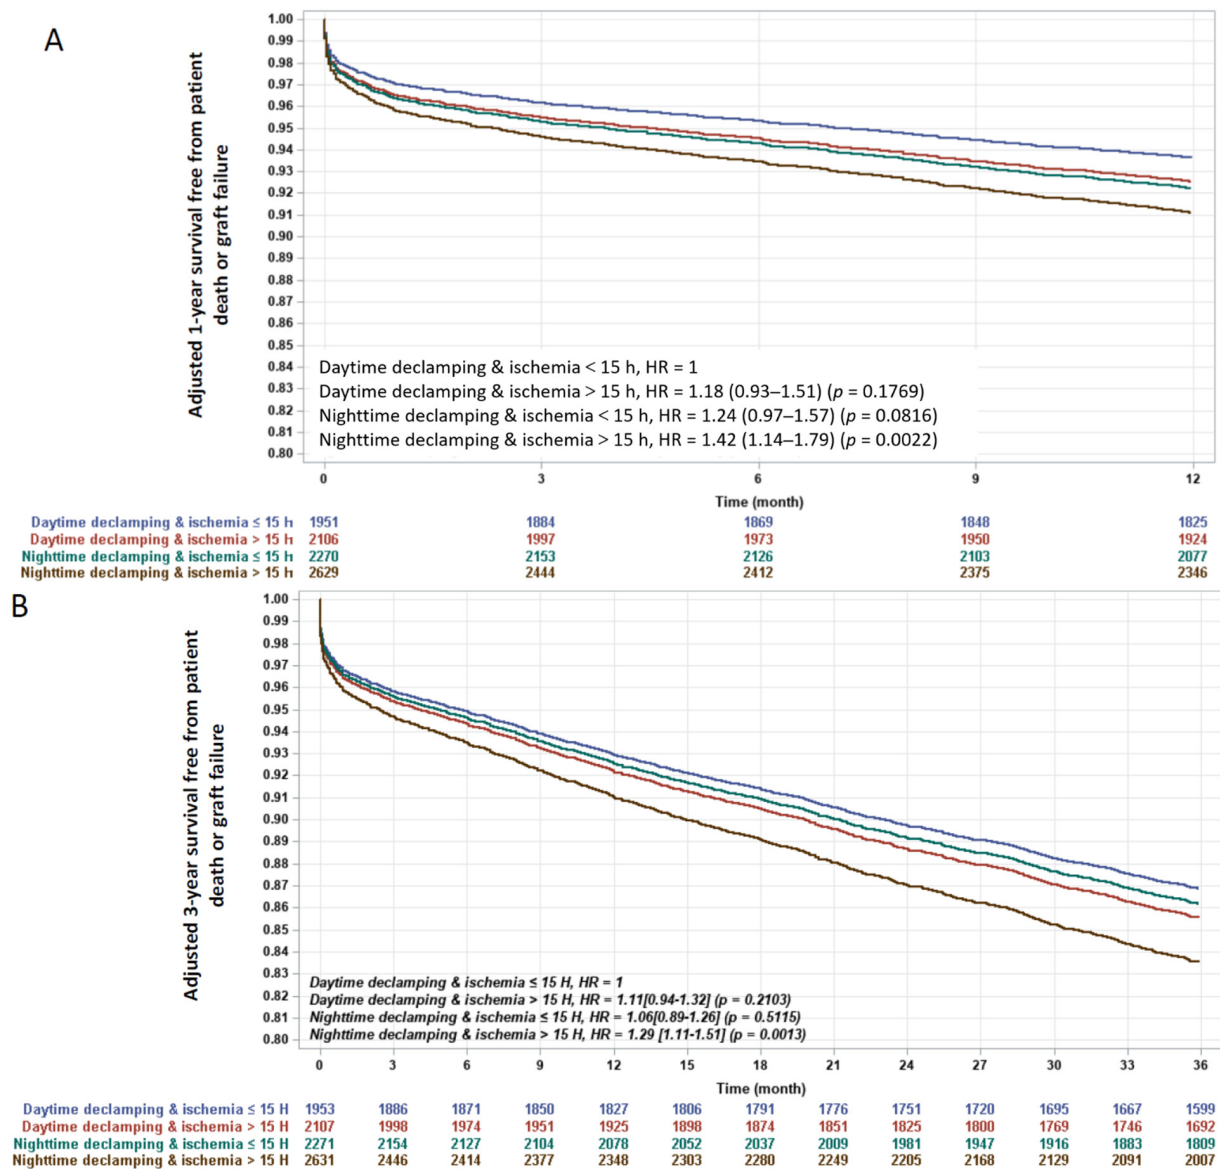 A
Adjusted 1-year survival free from patient
death or graft failure
1.00
0.99
0.98
0.97
0.96
0.95
0.94
0.93
0.92
0.91
0.90
0.89
0.88
0.87
0.86
0.85
0.84
0.83
0.82
0.81
0.80
Daytime declamping & ischemia < 15 h, HR = 1
Daytime declamping & ischemia > 15 h, HR = 1.18 (0.93–1.51) (p = 0.1769)
Nighttime declamping & ischemia < 15 h, HR = 1.24 (0.97–1.57) (p = 0.0816)
Nighttime declamping & ischemia > 15 h, HR = 1.42 (1.14–1.79) (p = 0.0022)
0 3 6 9 12
Time (month)
Daytime declamping & ischemia ≤ 15 h 1951 1884 1869 1848 1825
Daytime declamping & ischemia > 15 h 2106 1997 1973 1950 1924
Nighttime declamping & ischemia ≤ 15 h 2270 2153 2126 2103 2077
Nighttime declamping & ischemia > 15 h 2629 2444 2412 2375 2346
B
Adjusted 3-year survival free from patient
death or graft failure
1.00
0.99
0.98
0.97
0.96
0.95
0.94
0.93
0.92
0.91
0.90
0.89
0.88
0.87
0.86
0.85
0.84
0.83
0.82
0.81
0.80
Daytime declamping & ischemia ≤ 15 H, HR = 1
Daytime declamping & ischemia > 15 H, HR = 1.11[0.94-1.32] (p = 0.2103)
Nighttime declamping & ischemia ≤ 15 H, HR = 1.06[0.89-1.26] (p = 0.5115)
Nighttime declamping & ischemia > 15 H, HR = 1.29 [1.11-1.51] (p = 0.0013)
0 3 6 9 12 15 18 21 24 27 30 33 36
Time (month)
Daytime declamping & ischemia ≤ 15 H 1953 1886 1871 1850 1827 1806 1791 1776 1751 1720 1695 1667 1599
Daytime declamping & ischemia > 15 H 2107 1998 1974 1951 1925 1898 1874 1851 1825 1800 1769 1746 1692
Nighttime declamping & ischemia ≤ 15 H 2271 2154 2127 2104 2078 2052 2037 2009 1981 1947 1916 1883 1809
Nighttime declamping & ischemia > 15 H 2631 2446 2414 2377 2348 2303 2280 2249 2205 2168 2129 2091 2007